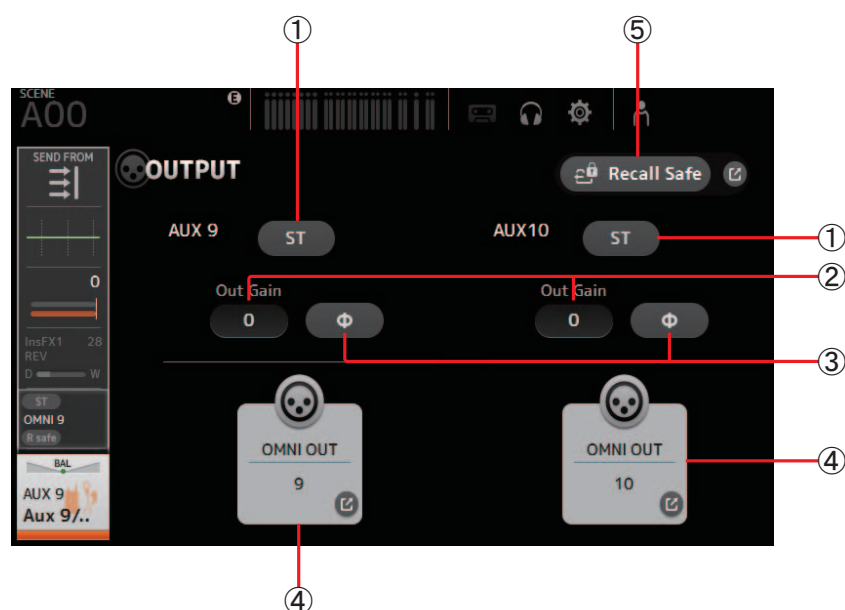 ① ⑤
SCENE
A00 E
SEND FROM
OUTPUT
Recall Safe
AUX 9 ST AUX10 ST ①
②
0
Out Gain Out Gain
0 Φ 0 Φ
③
InsFX1 28
REV
D W
ST
OMNI 9
R safe
OMNI OUT OMNI OUT
④
9 10
BAL
AUX 9
Aux 9/..
④